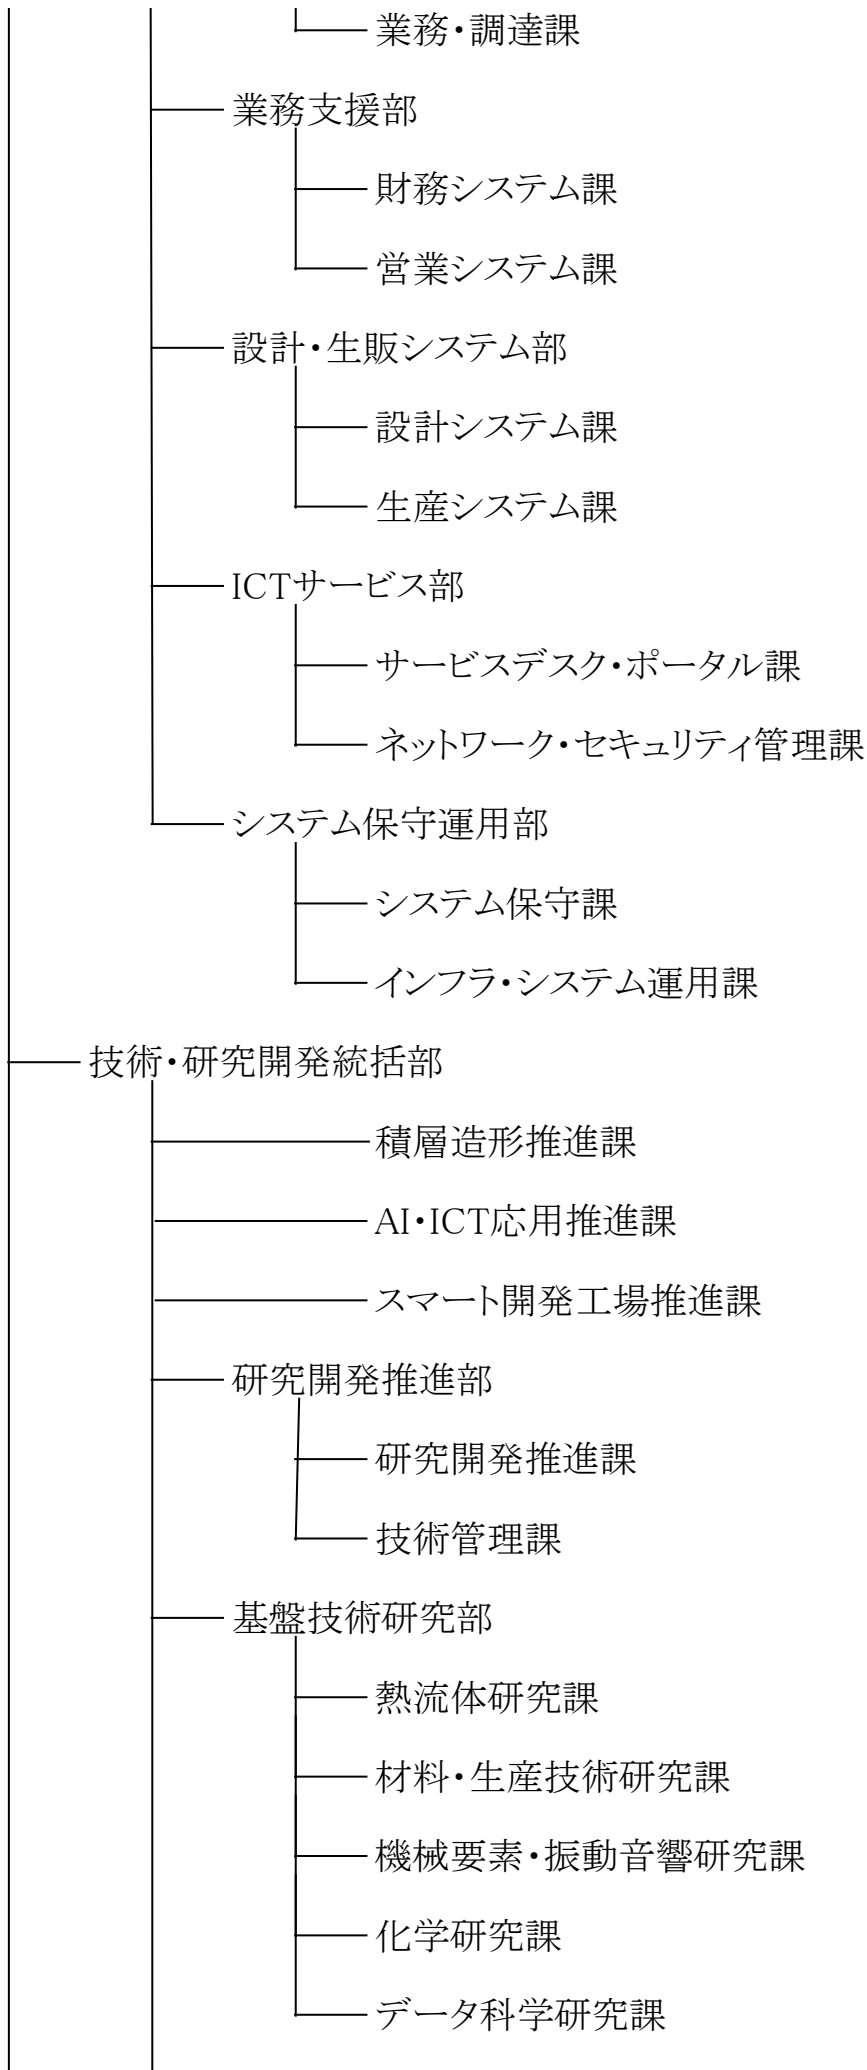 業務・調達課
業務支援部
財務システム課
営業システム課
設計・生販システム部
設計システム課
生産システム課
ICTサービス部
サービスデスク・ポータル課
ネットワーク・セキュリティ管理課
システム保守運用部
システム保守課
インフラ・システム運用課
技術・研究開発統括部
積層造形推進課
AI・ICT応用推進課
スマート開発工場推進課
研究開発推進部
研究開発推進課
技術管理課
基盤技術研究部
熱流体研究課
材料・生産技術研究課
機械要素・振動音響研究課
化学研究課
データ科学研究課